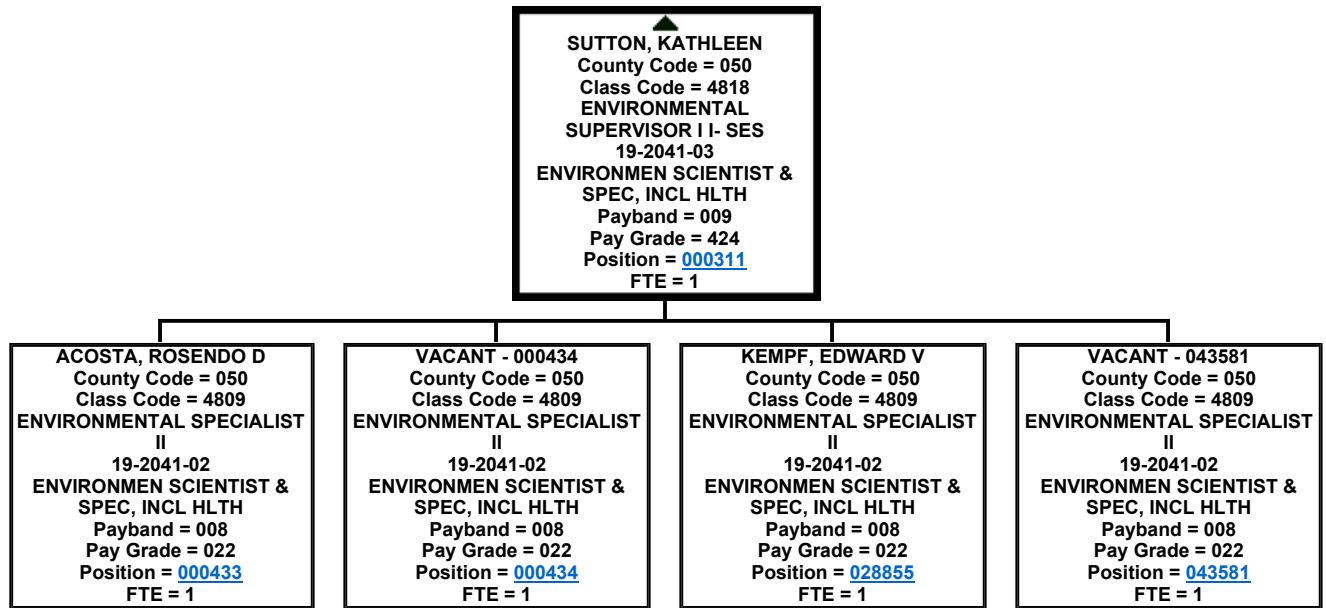 SUTTON, KATHLEEN
County Code = 050
Class Code = 4818
ENVIRONMENTAL
SUPERVISOR I I- SES
19-2041-03
ENVIRONMEN SCIENTIST &
SPEC, INCL HLTH
Payband = 009
Pay Grade = 424
Position = 000311
FTE = 1
ACOSTA, ROSENDO D
County Code = 050
Class Code = 4809
ENVIRONMENTAL SPECIALIST
II
19-2041-02
ENVIRONMEN SCIENTIST &
SPEC, INCL HLTH
Payband = 008
Pay Grade = 022
Position = 000433
FTE = 1
VACANT - 000434
County Code = 050
Class Code = 4809
ENVIRONMENTAL SPECIALIST
II
19-2041-02
ENVIRONMEN SCIENTIST &
SPEC, INCL HLTH
Payband = 008
Pay Grade = 022
Position = 000434
FTE = 1
KEMPF, EDWARD V
County Code = 050
Class Code = 4809
ENVIRONMENTAL SPECIALIST
II
19-2041-02
ENVIRONMEN SCIENTIST &
SPEC, INCL HLTH
Payband = 008
Pay Grade = 022
Position = 028855
FTE = 1
VACANT - 043581
County Code = 050
Class Code = 4809
ENVIRONMENTAL SPECIALIST
II
19-2041-02
ENVIRONMEN SCIENTIST &
SPEC, INCL HLTH
Payband = 008
Pay Grade = 022
Position = 043581
FTE = 1